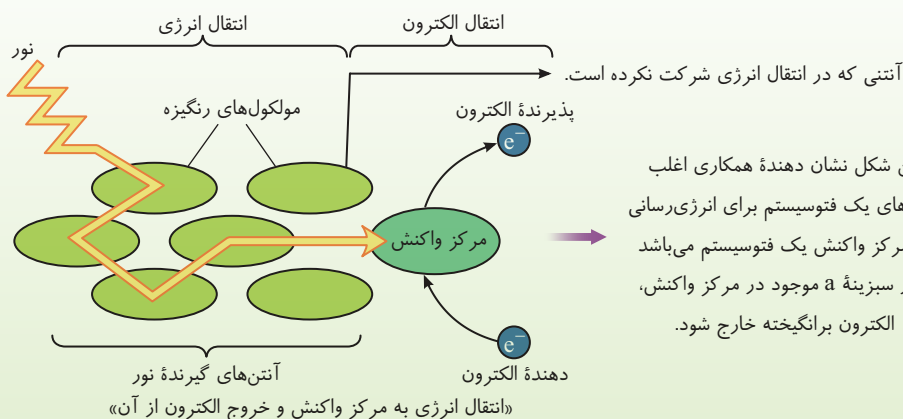 انتقال انرژی
انتقال الکترون
نور
آنتنی که در انتقال انرژی شرکت نکرده است.
مولکول‌های رنگیزه
پذیرندهٔ الکترون
e⁻
شکل نشان دهندهٔ همکاری اغلب
های یک فتوسیستم برای انرژی‌رسانی
مرکز واکنش یک فتوسیستم می‌باشد
سبزینهٔ a موجود در مرکز واکنش،
الکترون برانگیخته خارج شود.
مرکز واکنش
e⁻
دهندهٔ الکترون
آنتن‌های گیرندهٔ نور
«انتقال انرژی به مرکز واکنش و خروج الکترون از آن»